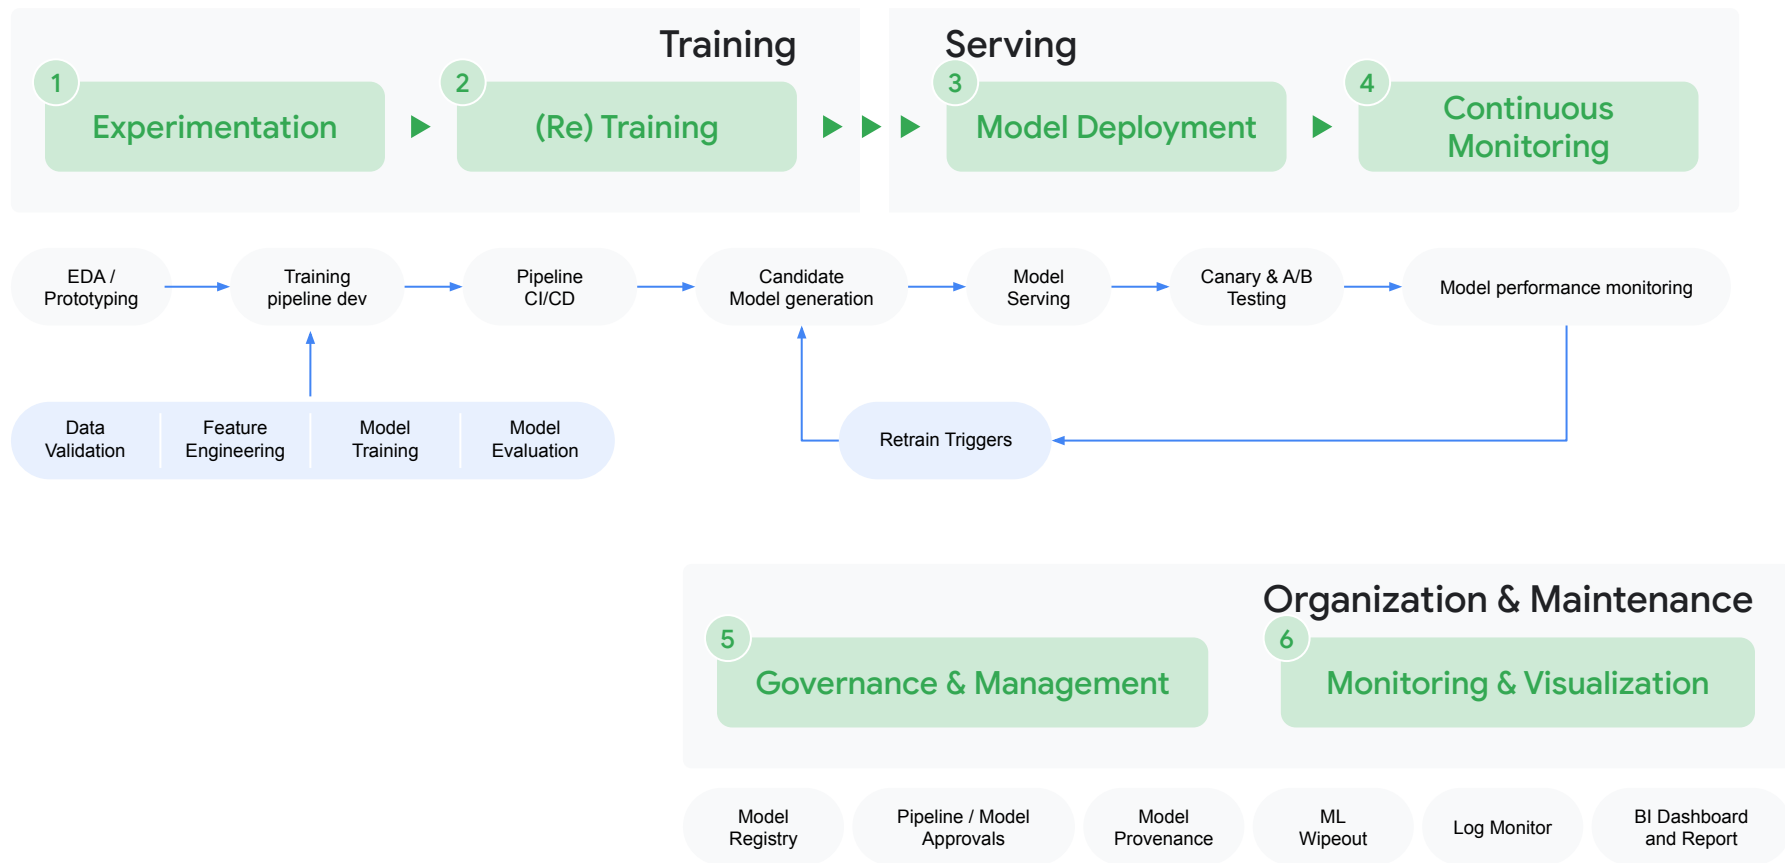 Training
1
Experimentation
2
(Re) Training
Serving
3
Model Deployment
4
Continuous
Monitoring
EDA /
Prototyping
Training
pipeline dev
Pipeline
CI/CD
Candidate
Model generation
Model
Serving
Canary & A/B
Testing
Model performance monitoring
Data
Validation
Feature
Engineering
Model
Training
Model
Evaluation
Retrain Triggers
Organization & Maintenance
5
Governance & Management
6
Monitoring & Visualization
Model
Registry
Pipeline / Model
Approvals
Model
Provenance
ML
Wipeout
Log Monitor
BI Dashboard
and Report